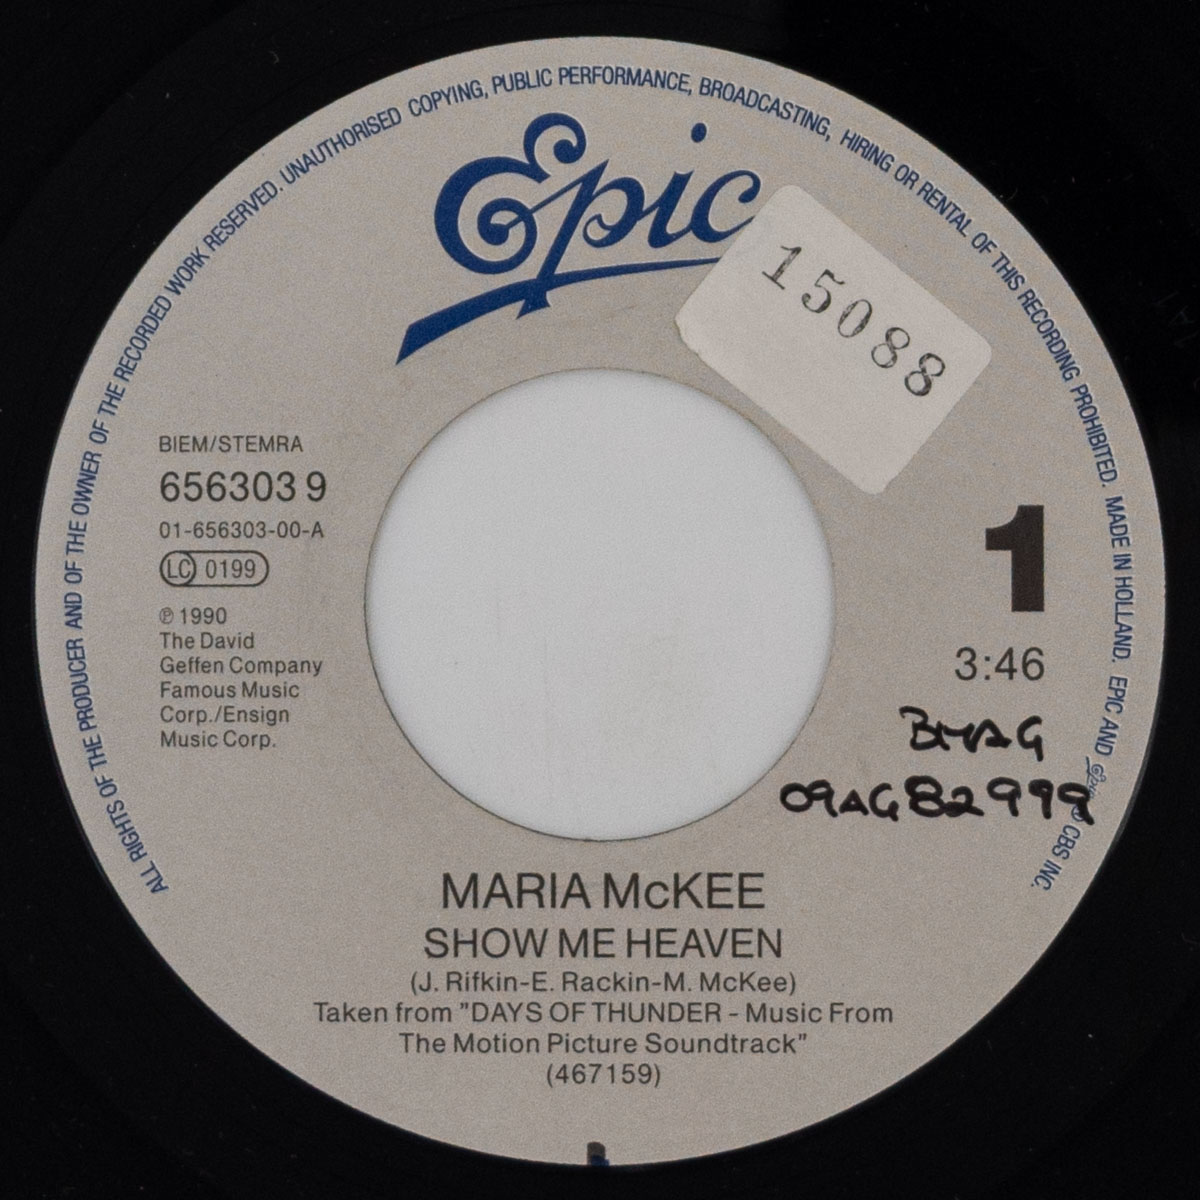 ALL RIGHTS OF THE PRODUCER AND OF THE OWNER OF THE RECORDED WORK RESERVED. UNAUTHORISED COPYING, PUBLIC PERFORMANCE, BROADCASTING, HIRING OR RENTAL OF THIS RECORDING PROHIBITED. MADE IN HOLLAND. EPIC AND Epic CBS INC.
Epic
15088
BIEM/STEMRA
656303 9
01-656303-00-A
LC 0199
℗ 1990
The David
Geffen Company
Famous Music
Corp./Ensign
Music Corp.
1
3:46
BMAG
09AG82999
MARIA McKEE
SHOW ME HEAVEN
(J. Rifkin-E. Rackin-M. McKee)
Taken from "DAYS OF THUNDER - Music From
The Motion Picture Soundtrack"
(467159)